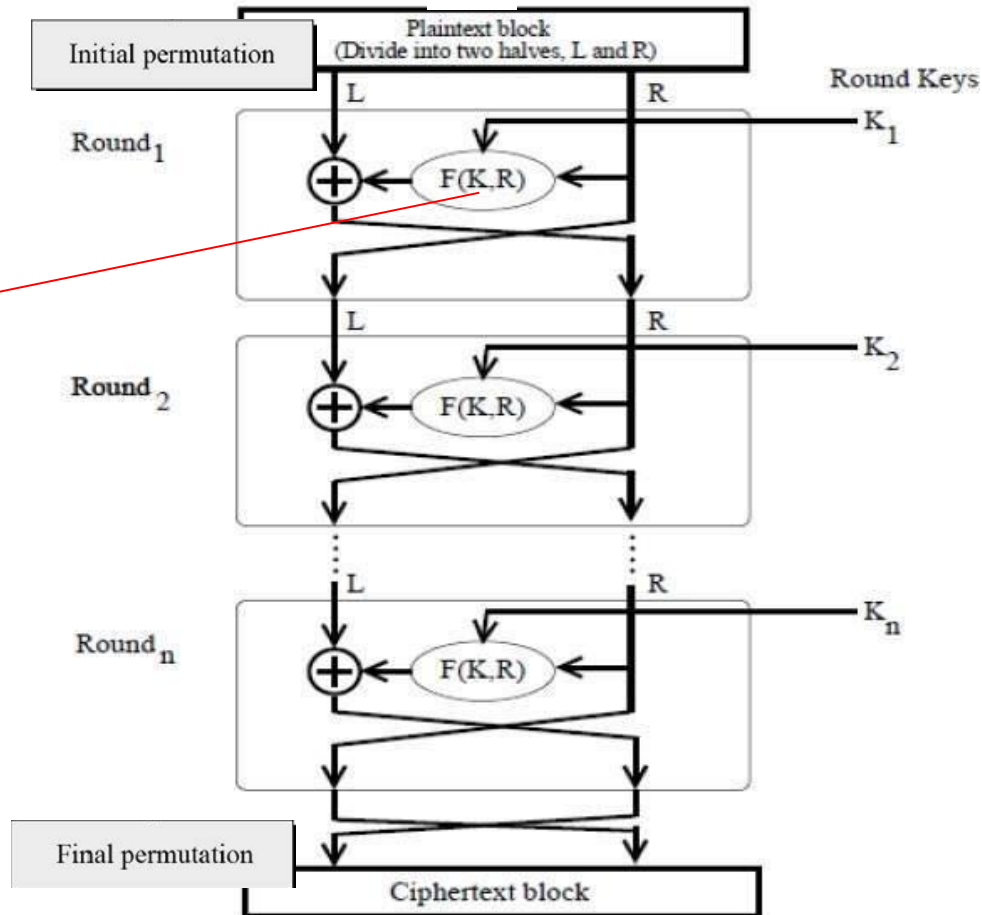 Plaintext block
(Divide into two halves, L and R)
Initial permutation
Round Keys
L
R
K1
Round1
F(K,R)
L
R
K2
Round2
F(K,R)
L
R
Kn
Roundn
F(K,R)
Final permutation
Ciphertext block